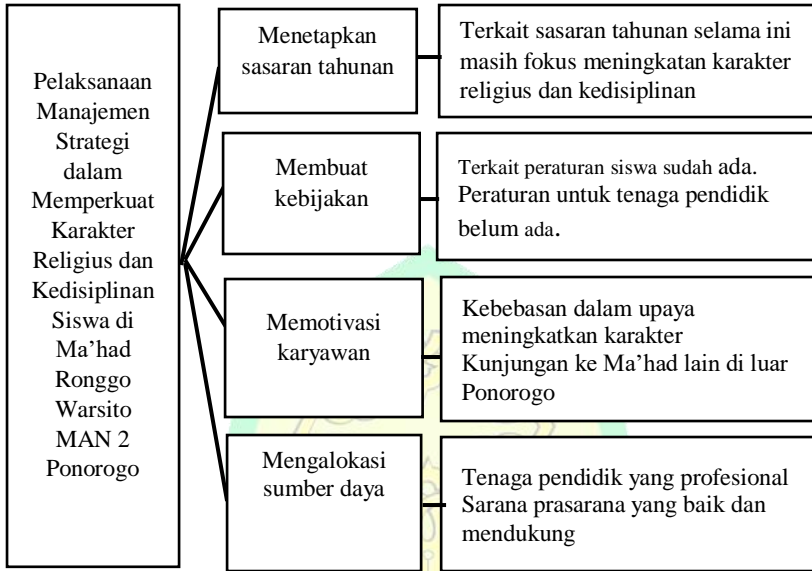 Pelaksanaan
Manajemen
Strategi
dalam
Memperkuat
Karakter
Religius dan
Kedisiplinan
Siswa di
Ma’had
Ronggo
Warsito
MAN 2
Ponorogo
Menetapkan
sasaran tahunan
Terkait sasaran tahunan selama ini
masih fokus meningkatan karakter
religius dan kedisiplinan
Membuat
kebijakan
Terkait peraturan siswa sudah ada.
Peraturan untuk tenaga pendidik
belum ada.
Memotivasi
karyawan
Kebebasan dalam upaya
meningkatkan karakter
Kunjungan ke Ma’had lain di luar
Ponorogo
Mengalokasi
sumber daya
Tenaga pendidik yang profesional
Sarana prasarana yang baik dan
mendukung